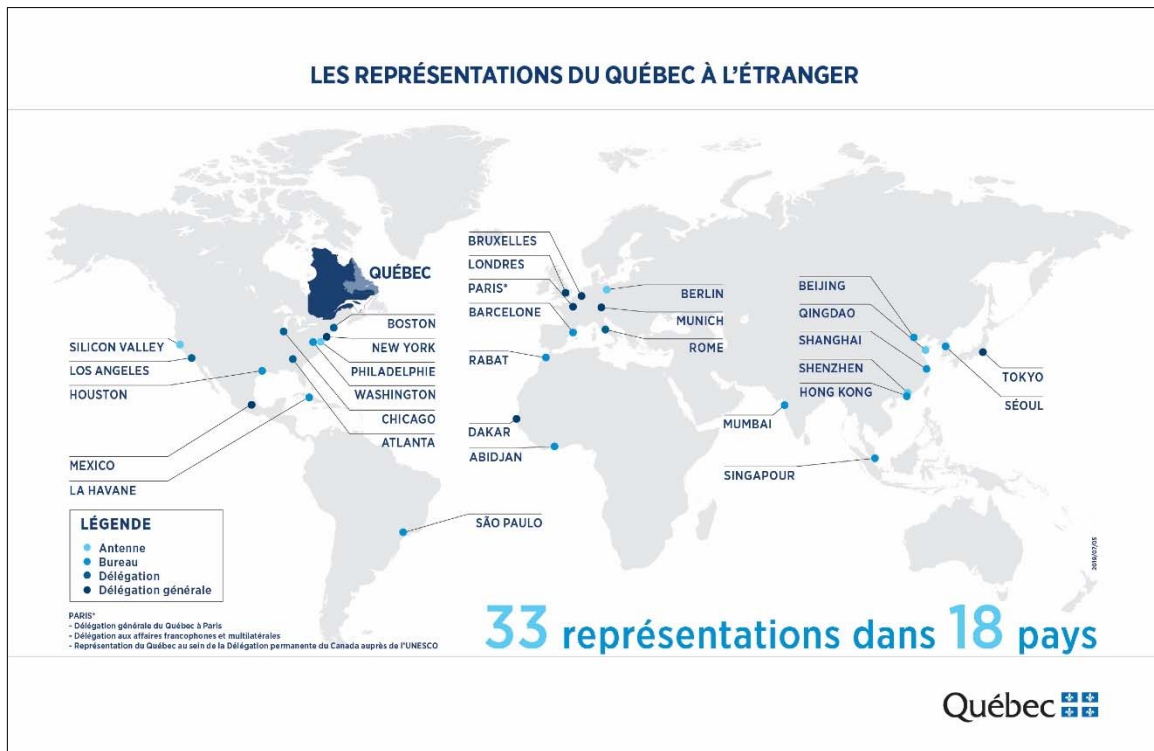 LES REPRÉSENTATIONS DU QUÉBEC À L'ÉTRANGER
QUÉBEC
BOSTON
NEW YORK
PHILADELPHIE
WASHINGTON
CHICAGO
ATLANTA
SILICON VALLEY
LOS ANGELES
HOUSTON
MEXICO
LA HAVANE
SÃO PAULO
BRUXELLES
LONDRES
PARIS*
BARCELONE
RABAT
DAKAR
ABIDJAN
BERLIN
MUNICH
ROME
BEIJING
QINGDAO
SHANGHAI
SHENZHEN
HONG KONG
MUMBAI
SINGAPOUR
TOKYO
SÉOUL
LÉGENDE
Antenne
Bureau
Délégation
Délégation générale
PARIS*
- Délégation générale du Québec à Paris
- Délégation aux affaires francophones et multilatérales
- Représentation du Québec au sein de la Délégation permanente du Canada auprès de l'UNESCO
33 représentations dans 18 pays
Québec